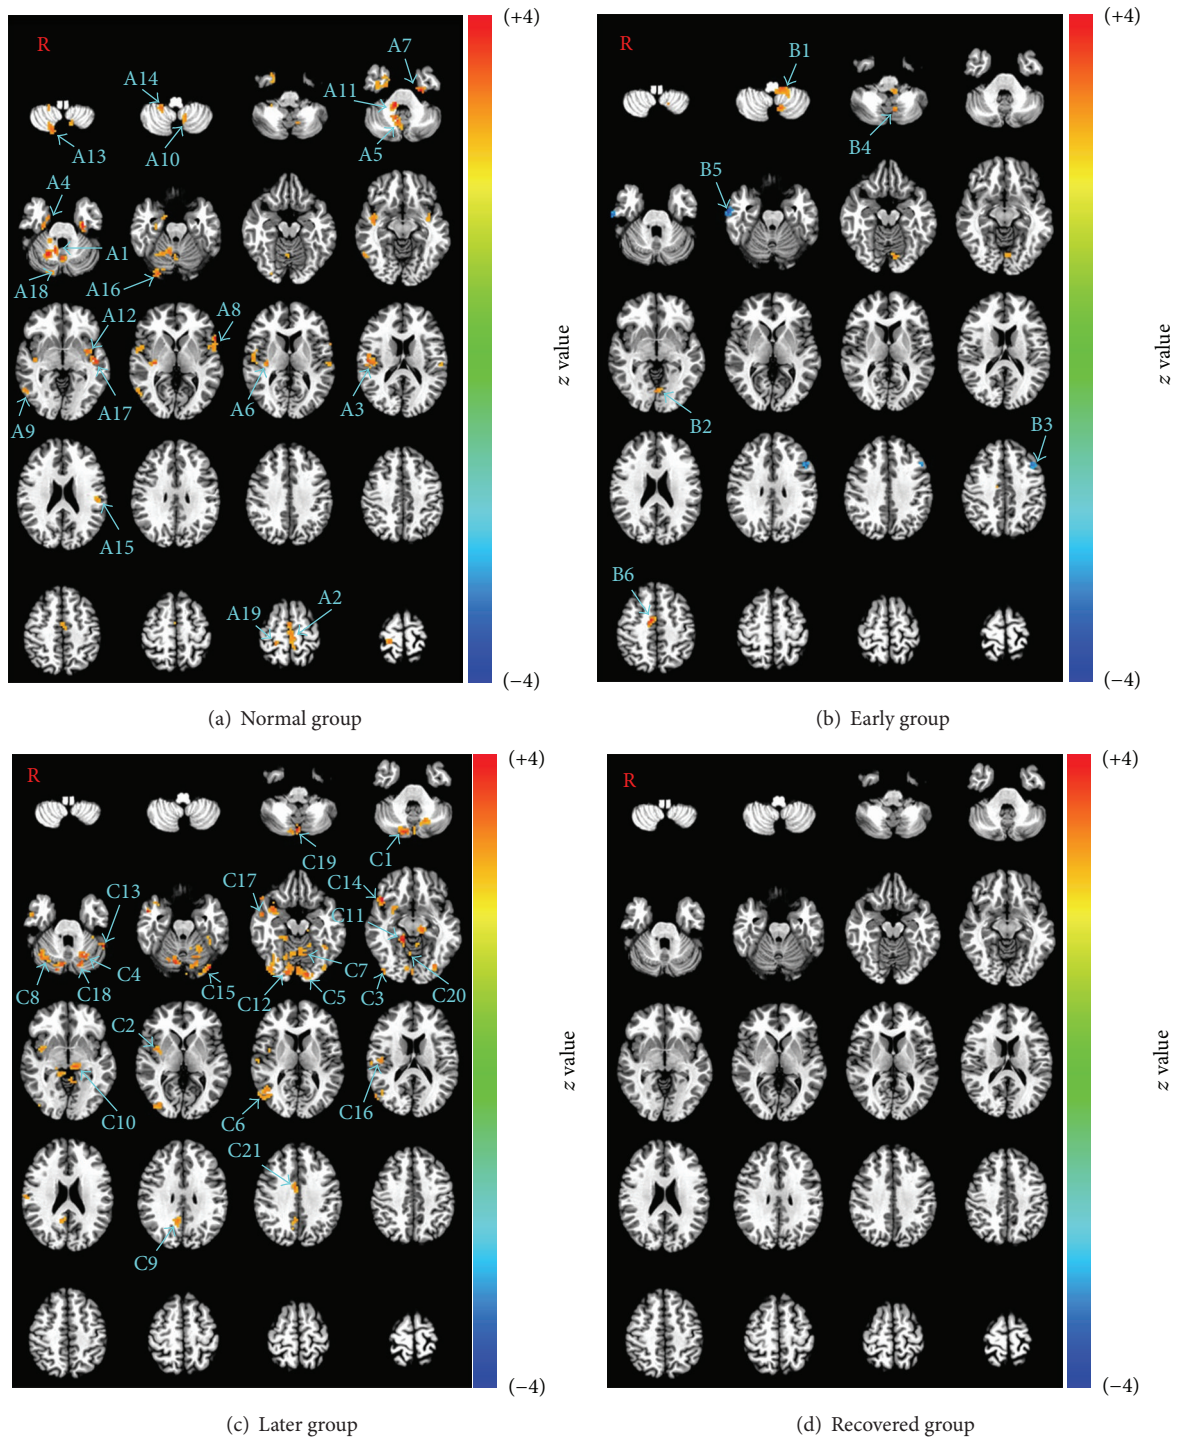 R
(+4)
A7
A14
A11
A13
A10
A5
A4
A1
A18
A16
A12
A8
A9
A17
A6
A3
A15
A19
A2
z value
(−4)
(a) Normal group
R
(+4)
B1
B4
B5
B2
B3
B6
z value
(−4)
(b) Early group
R
(+4)
C19
C1
C13
C17
C14
C11
C8
C4
C18
C15
C12
C7
C5
C3
C20
C2
C10
C6
C16
C21
C9
z value
(−4)
(c) Later group
R
(+4)
z value
(−4)
(d) Recovered group